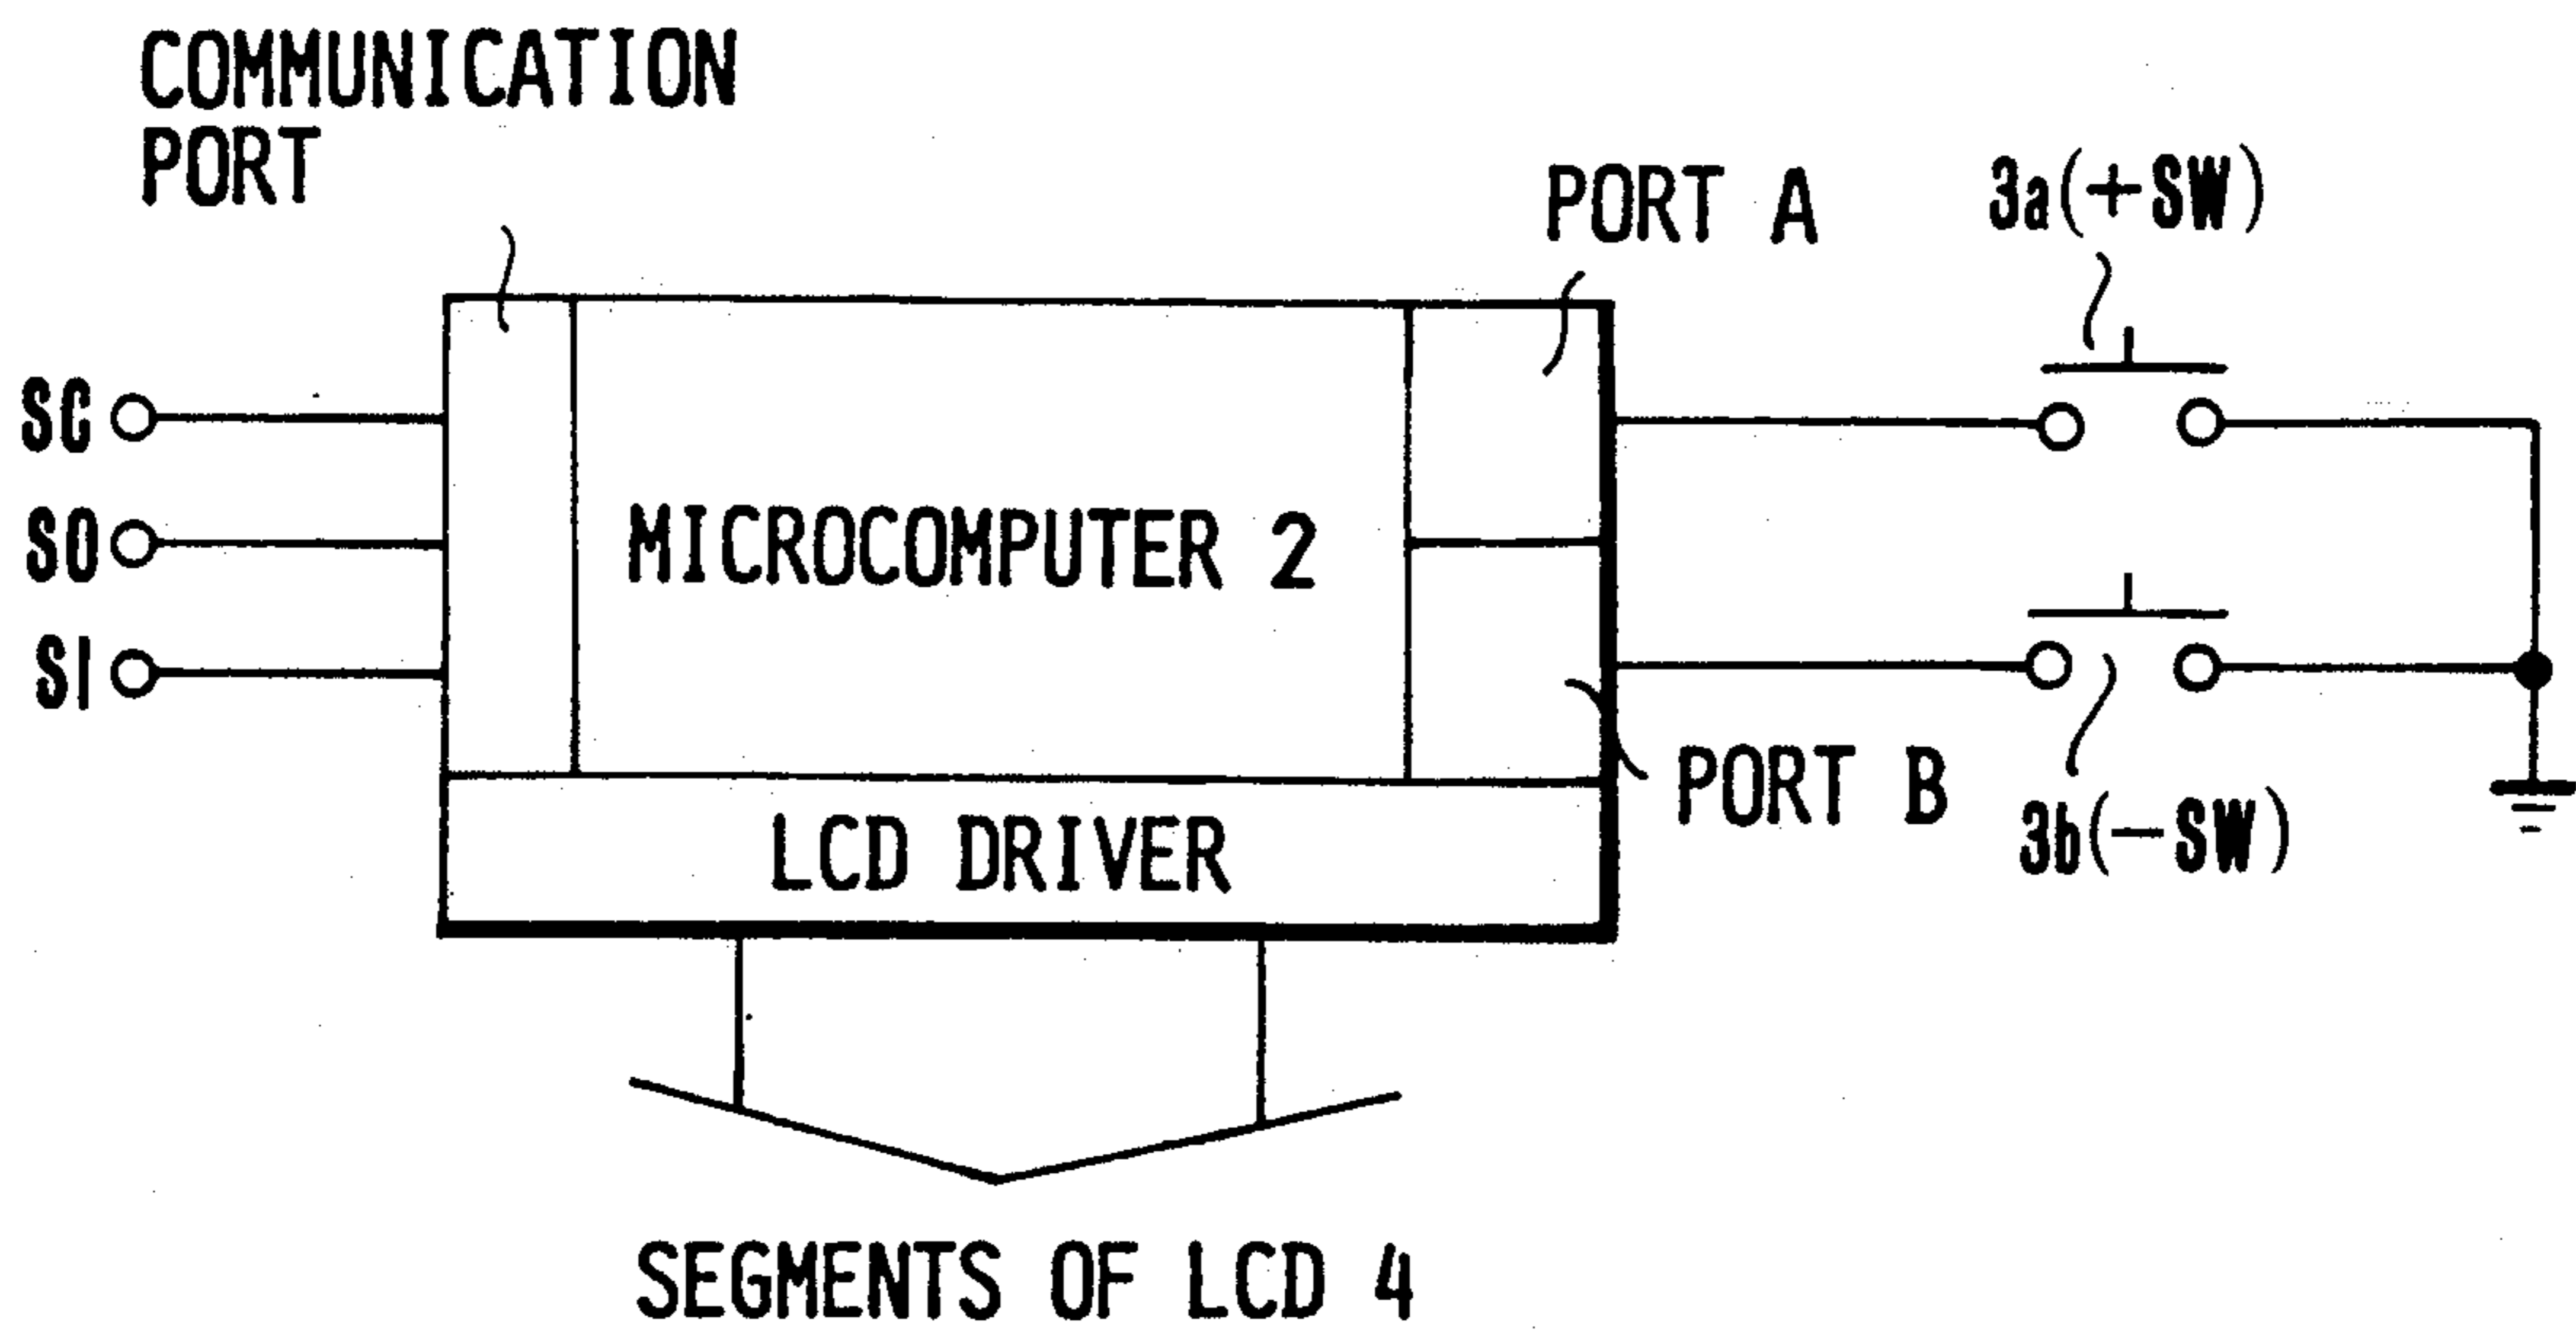 COMMUNICATION
PORT
PORT A
3a(+SW)
SC
SO
SI
MICROCOMPUTER 2
PORT B
3b(−SW)
LCD DRIVER
SEGMENTS OF LCD 4